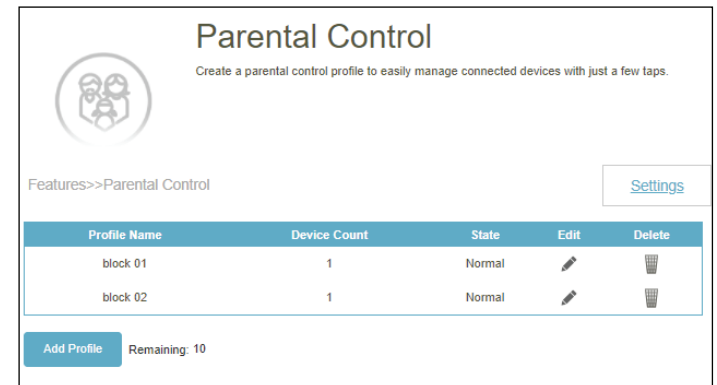 Parental Control
Create a parental control profile to easily manage connected devices with just a few taps.
Features>>Parental Control
Settings
Profile Name Device Count State Edit Delete
block 01 1 Normal
block 02 1 Normal
Add Profile Remaining: 10